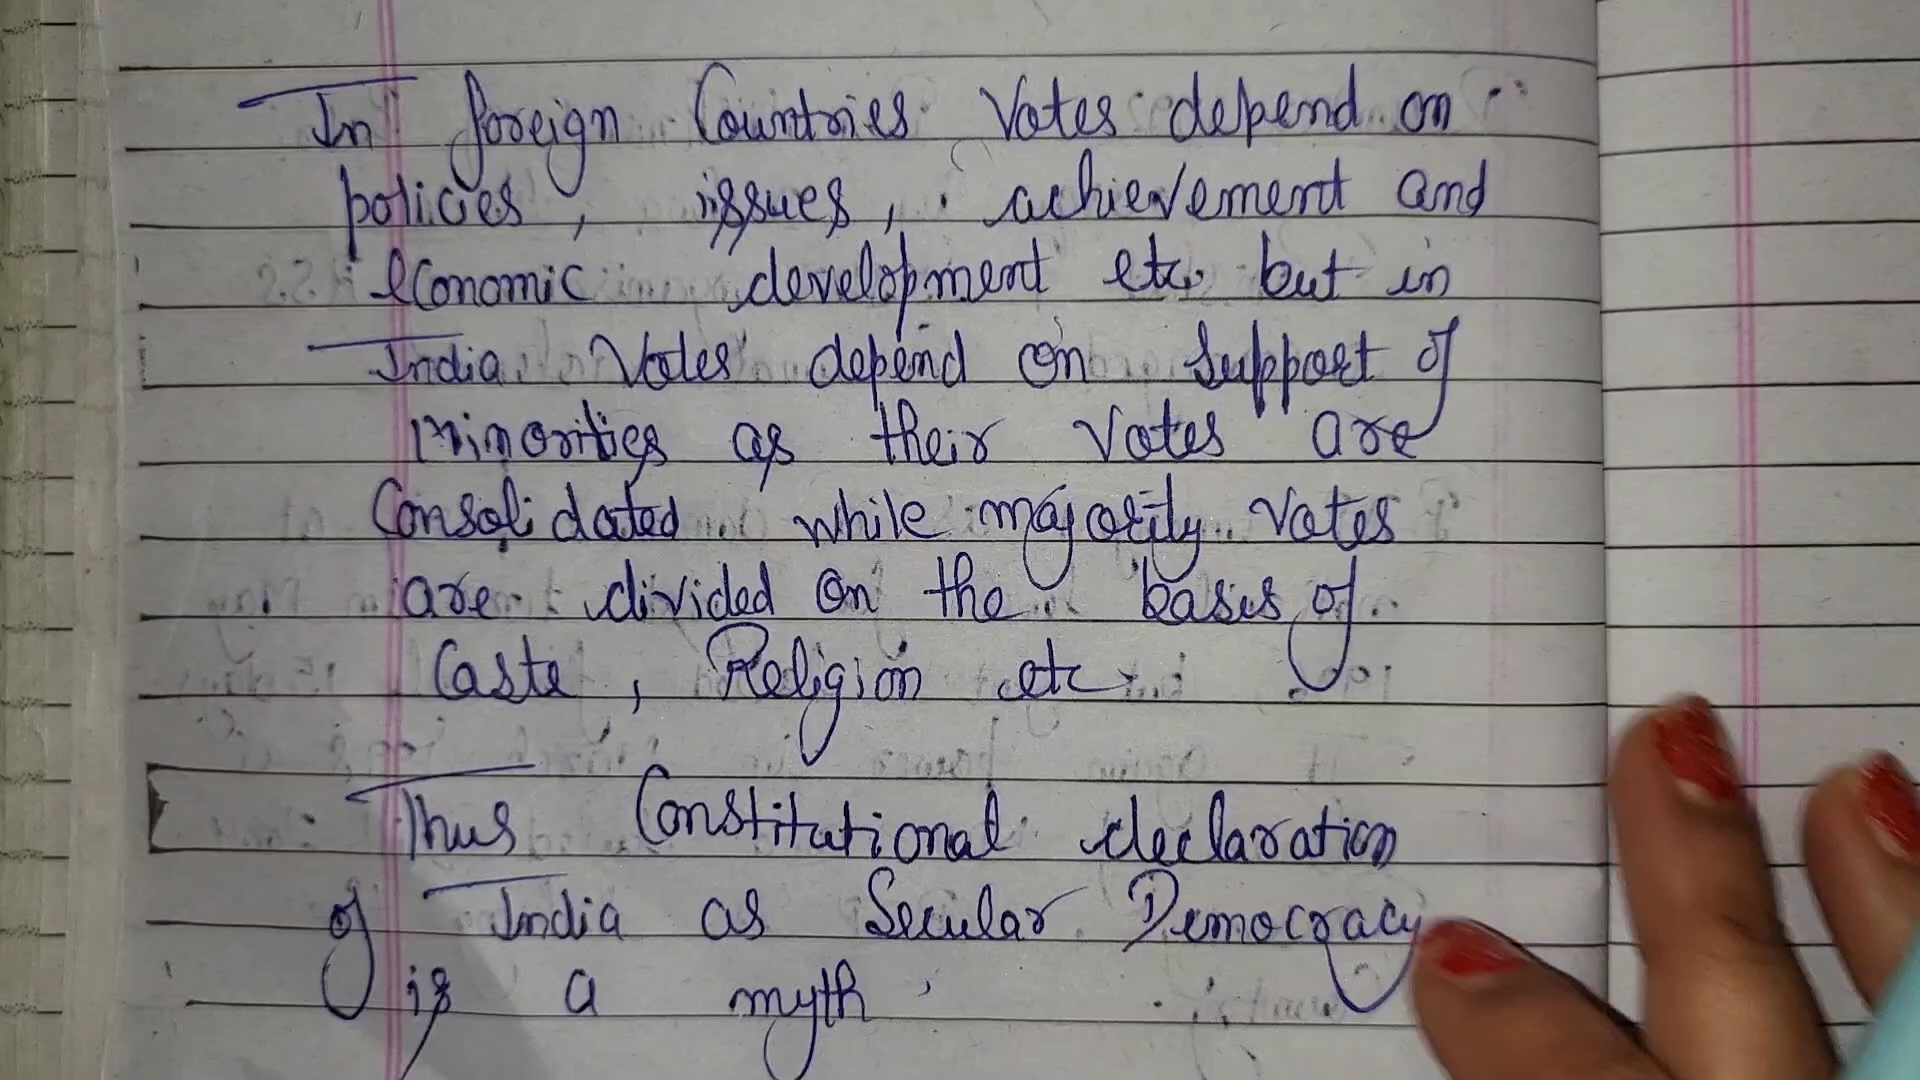 In foreign Countries Votes depend on
policies, issues, achievement and
economic development etc. but in
India Votes depend on Support of
minorities as their Votes are
Consolidated while majority Votes
are divided on the basis of
Caste, Religion etc.
Thus Constitutional declaration
of India as Secular Democracy
is a myth.